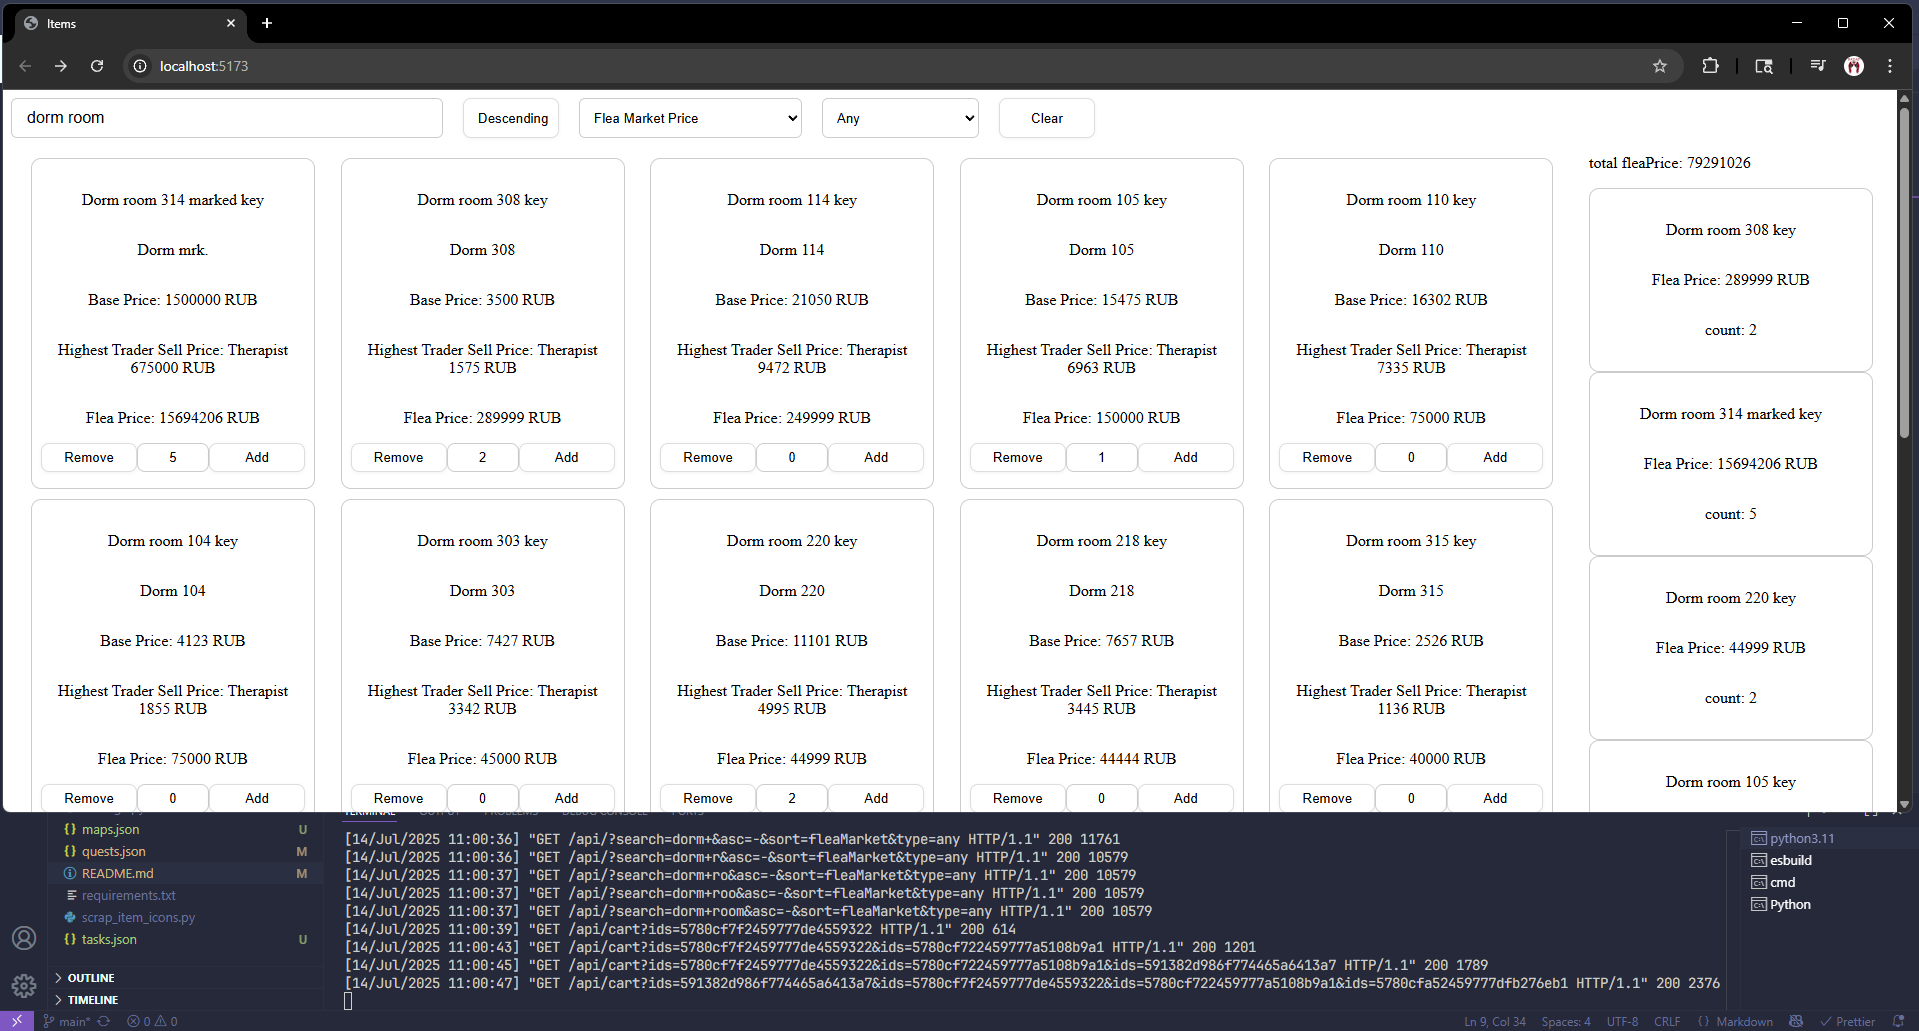 Items
localhost:5173
dorm room
Descending
Flea Market Price
Any
Clear
Dorm room 314 marked key
Dorm mrk.
Base Price: 1500000 RUB
Highest Trader Sell Price: Therapist
675000 RUB
Flea Price: 15694206 RUB
Remove 5 Add
Dorm room 308 key
Dorm 308
Base Price: 3500 RUB
Highest Trader Sell Price: Therapist
1575 RUB
Flea Price: 289999 RUB
Remove 2 Add
Dorm room 114 key
Dorm 114
Base Price: 21050 RUB
Highest Trader Sell Price: Therapist
9472 RUB
Flea Price: 249999 RUB
Remove 0 Add
Dorm room 105 key
Dorm 105
Base Price: 15475 RUB
Highest Trader Sell Price: Therapist
6963 RUB
Flea Price: 150000 RUB
Remove 1 Add
Dorm room 110 key
Dorm 110
Base Price: 16302 RUB
Highest Trader Sell Price: Therapist
7335 RUB
Flea Price: 75000 RUB
Remove 0 Add
Dorm room 104 key
Dorm 104
Base Price: 4123 RUB
Highest Trader Sell Price: Therapist
1855 RUB
Flea Price: 75000 RUB
Remove 0 Add
Dorm room 303 key
Dorm 303
Base Price: 7427 RUB
Highest Trader Sell Price: Therapist
3342 RUB
Flea Price: 45000 RUB
Remove 0 Add
Dorm room 220 key
Dorm 220
Base Price: 11101 RUB
Highest Trader Sell Price: Therapist
4995 RUB
Flea Price: 44999 RUB
Remove 2 Add
Dorm room 218 key
Dorm 218
Base Price: 7657 RUB
Highest Trader Sell Price: Therapist
3445 RUB
Flea Price: 44444 RUB
Remove 0 Add
Dorm room 315 key
Dorm 315
Base Price: 2526 RUB
Highest Trader Sell Price: Therapist
1136 RUB
Flea Price: 40000 RUB
Remove 0 Add
total fleaPrice: 79291026
Dorm room 308 key
Flea Price: 289999 RUB
count: 2
Dorm room 314 marked key
Flea Price: 15694206 RUB
count: 5
Dorm room 220 key
Flea Price: 44999 RUB
count: 2
Dorm room 105 key
TERMINAL OUTPUT PROBLEMS DEBUG CONSOLE PORTS
maps.json U
quests.json M
README.md M
requirements.txt
scrap_item_icons.py
tasks.json U
OUTLINE
TIMELINE
[14/Jul/2025 11:00:36] "GET /api/?search=dorm+&asc=-&sort=fleaMarket&type=any HTTP/1.1" 200 11761
[14/Jul/2025 11:00:36] "GET /api/?search=dorm+r&asc=-&sort=fleaMarket&type=any HTTP/1.1" 200 10579
[14/Jul/2025 11:00:37] "GET /api/?search=dorm+ro&asc=-&sort=fleaMarket&type=any HTTP/1.1" 200 10579
[14/Jul/2025 11:00:37] "GET /api/?search=dorm+roo&asc=-&sort=fleaMarket&type=any HTTP/1.1" 200 10579
[14/Jul/2025 11:00:37] "GET /api/?search=dorm+room&asc=-&sort=fleaMarket&type=any HTTP/1.1" 200 10579
[14/Jul/2025 11:00:39] "GET /api/cart?ids=5780cf7f2459777de4559322 HTTP/1.1" 200 614
[14/Jul/2025 11:00:43] "GET /api/cart?ids=5780cf7f2459777de4559322&ids=5780cf722459777a5108b9a1 HTTP/1.1" 200 1201
[14/Jul/2025 11:00:45] "GET /api/cart?ids=5780cf7f2459777de4559322&ids=5780cf722459777a5108b9a1&ids=591382d986f774465a6413a7 HTTP/1.1" 200 1789
[14/Jul/2025 11:00:47] "GET /api/cart?ids=591382d986f774465a6413a7&ids=5780cf7f2459777de4559322&ids=5780cf722459777a5108b9a1&ids=5780cfa52459777dfb276eb1 HTTP/1.1" 200 2376
python3.11
esbuild
cmd
Python
main* 0 0
Ln 9, Col 34 Spaces: 4 UTF-8 CRLF Markdown Prettier